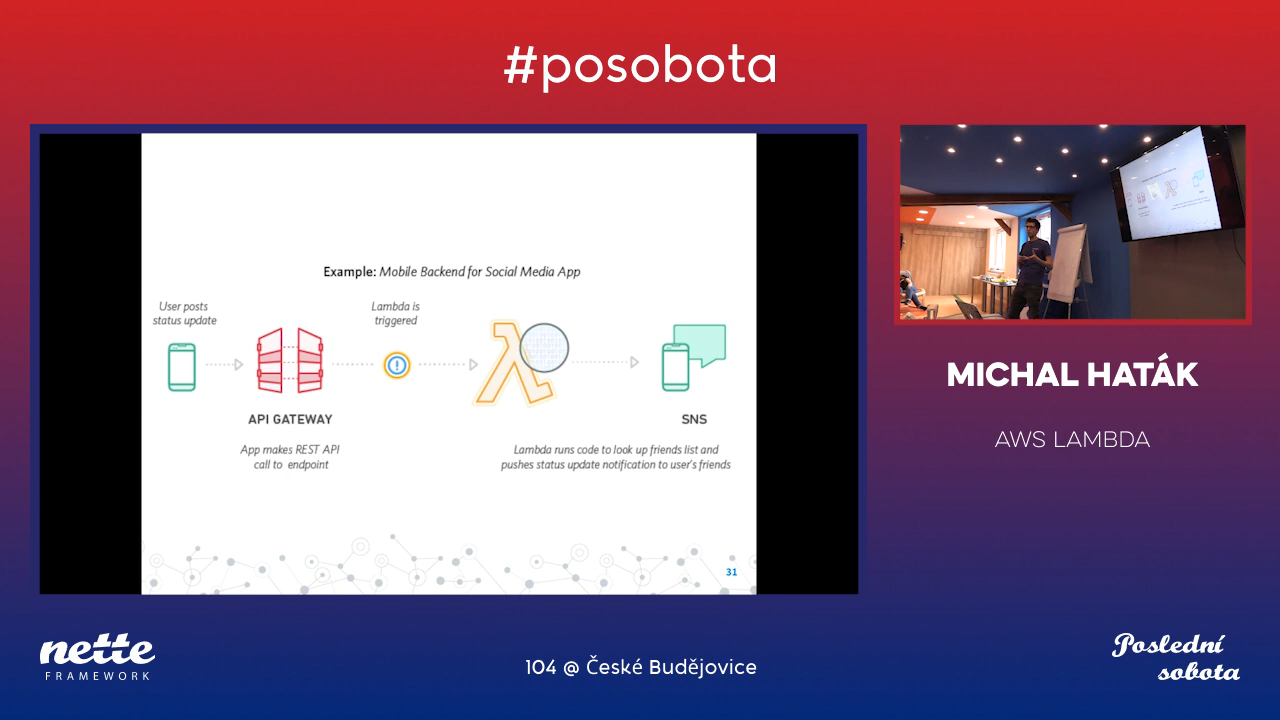 #posobota
Example: Mobile Backend for Social Media App
User posts
status update
Lambda is
triggered
API GATEWAY
SNS
App makes REST API
call to endpoint
Lambda runs code to look up friends list and
pushes status update notification to user's friends
31
MICHAL HATÁK
AWS LAMBDA
nette
FRAMEWORK
104 @ České Budějovice
Poslední
sobota